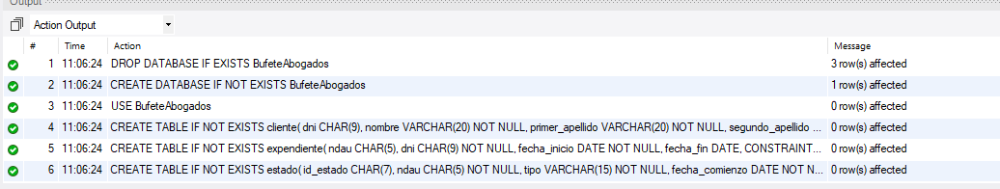 Output
Action Output
# Time Action Message
1 11:06:24 DROP DATABASE IF EXISTS BufeteAbogados 3 row(s) affected
2 11:06:24 CREATE DATABASE IF NOT EXISTS BufeteAbogados 1 row(s) affected
3 11:06:24 USE BufeteAbogados 0 row(s) affected
4 11:06:24 CREATE TABLE IF NOT EXISTS cliente( dni CHAR(9), nombre VARCHAR(20) NOT NULL, primer_apellido VARCHAR(20) NOT NULL, segundo_apellido ... 0 row(s) affected
5 11:06:24 CREATE TABLE IF NOT EXISTS expendiente( ndau CHAR(5), dni CHAR(9) NOT NULL, fecha_inicio DATE NOT NULL, fecha_fin DATE, CONSTRAINT... 0 row(s) affected
6 11:06:24 CREATE TABLE IF NOT EXISTS estado( id_estado CHAR(7), ndau CHAR(5) NOT NULL, tipo VARCHAR(15) NOT NULL, fecha_comienzo DATE NOT N... 0 row(s) affected